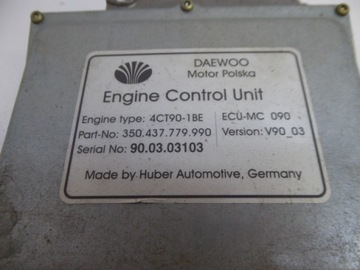 DAEWOO
Motor Polska
Engine Control Unit
Engine type: 4CT90-1BE ECU-MC 090
Part-No: 350.437.779.990 Version: V90_03
Serial No: 90.03.03103
Made by Huber Automotive, Germany